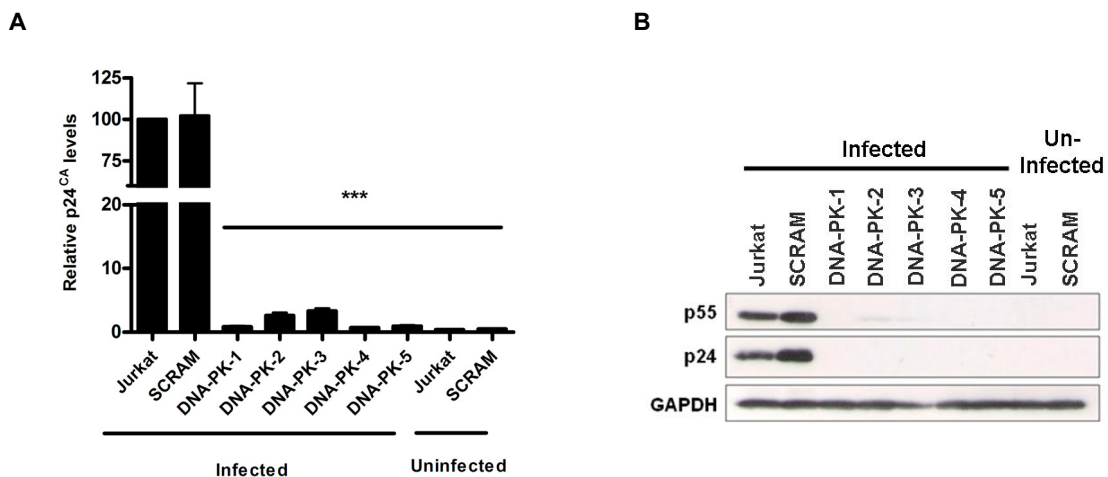 A
Relative p24^CA levels
125
100
75
20
10
0
***
Jurkat
SCRAM
DNA-PK-1
DNA-PK-2
DNA-PK-3
DNA-PK-4
DNA-PK-5
Jurkat
SCRAM
Infected
Uninfected
B
Infected
Un-
Infected
Jurkat
SCRAM
DNA-PK-1
DNA-PK-2
DNA-PK-3
DNA-PK-4
DNA-PK-5
Jurkat
SCRAM
p55
p24
GAPDH